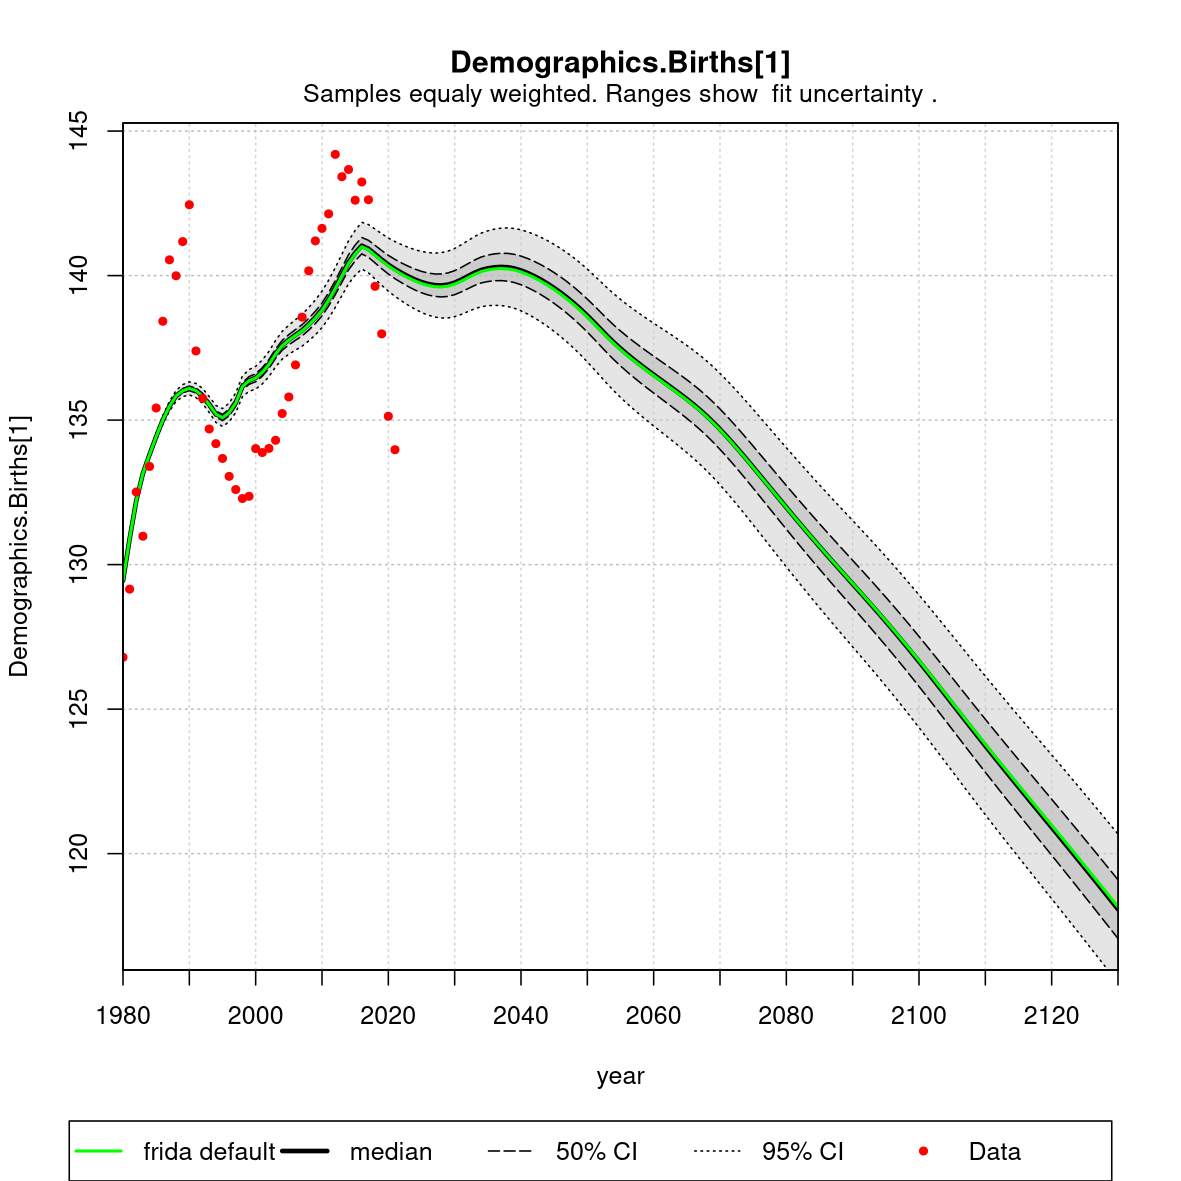 Demographics.Births[1]
Samples equaly weighted. Ranges show  fit uncertainty .
Demographics.Births[1]
145
140
135
130
125
120
1980 2000 2020 2040 2060 2080 2100 2120
year
frida default median 50% CI 95% CI Data